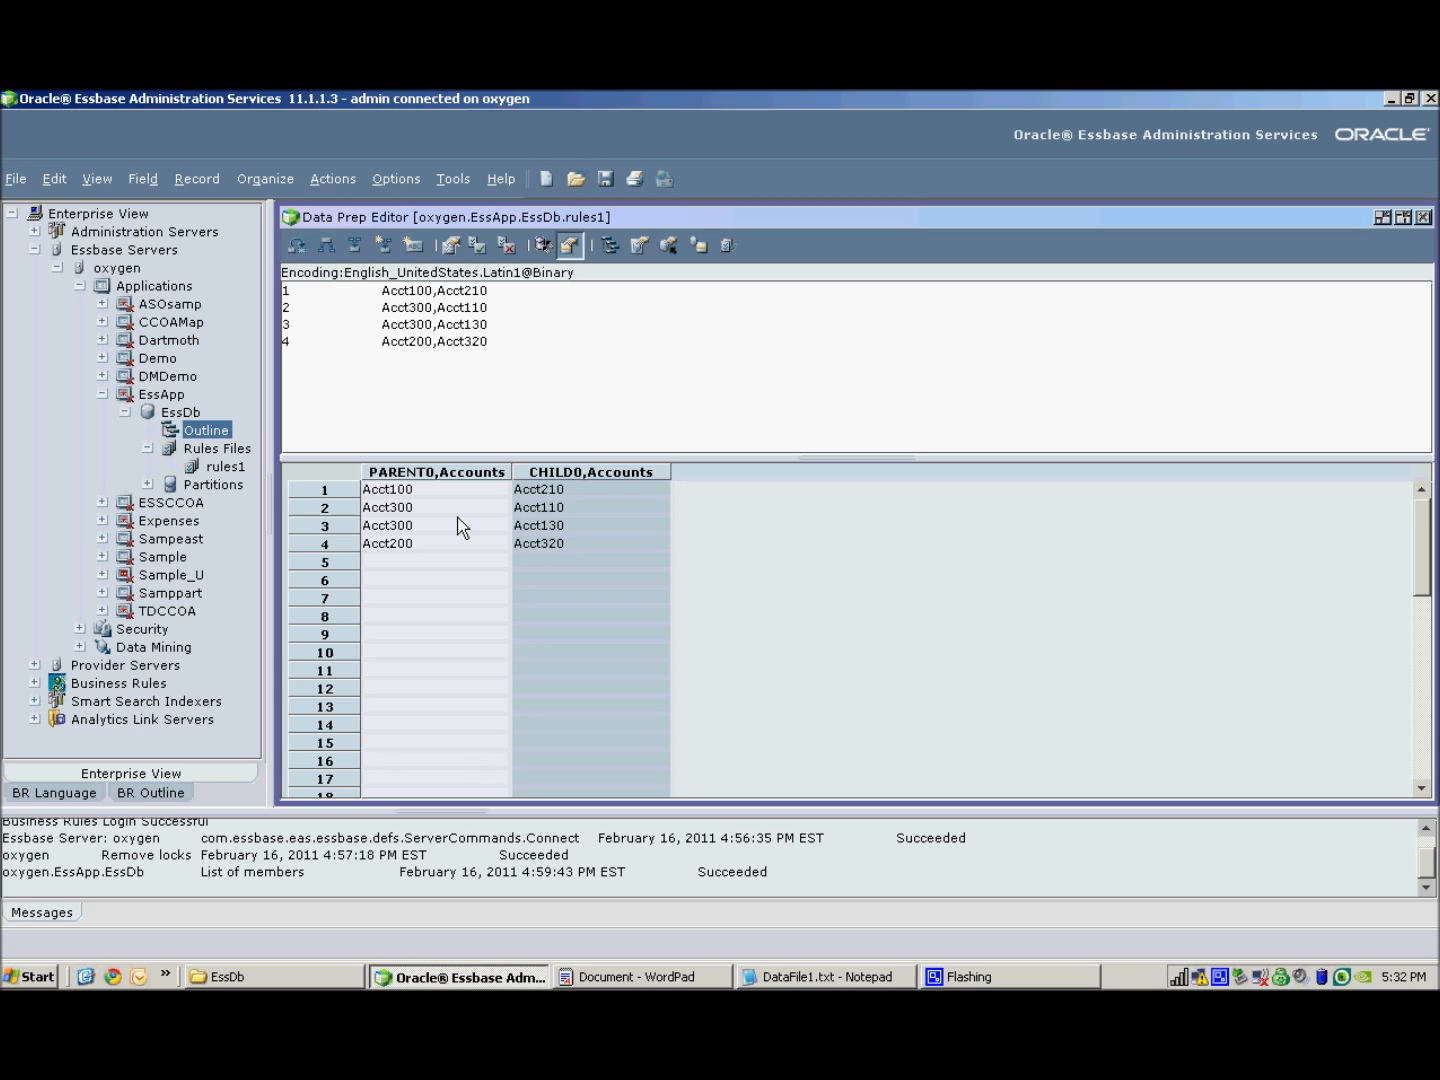 Oracle® Essbase Administration Services 11.1.1.3 - admin connected on oxygen
Oracle® Essbase Administration Services ORACLE
File Edit View Field Record Organize Actions Options Tools Help
Enterprise View
Administration Servers
Essbase Servers
oxygen
Applications
ASOsamp
CCOAMap
Dartmoth
Demo
DMDemo
EssApp
EssDb
Outline
Rules Files
rules1
Partitions
ESSCCOA
Expenses
Sampeast
Sample
Sample_U
Samppart
TDCCOA
Security
Data Mining
Provider Servers
Business Rules
Smart Search Indexers
Analytics Link Servers
Enterprise View
BR Language BR Outline
Data Prep Editor [oxygen.EssApp.EssDb.rules1]
Encoding:English_UnitedStates.Latin1@Binary
1 Acct100,Acct210
2 Acct300,Acct110
3 Acct300,Acct130
4 Acct200,Acct320
PARENT0,Accounts CHILD0,Accounts
1 Acct100 Acct210
2 Acct300 Acct110
3 Acct300 Acct130
4 Acct200 Acct320
5
6
7
8
9
10
11
12
13
14
15
16
17
18
Business Rules Login Successful
Essbase Server: oxygen com.essbase.eas.essbase.defs.ServerCommands.Connect February 16, 2011 4:56:35 PM EST Succeeded
oxygen Remove locks February 16, 2011 4:57:18 PM EST Succeeded
oxygen.EssApp.EssDb List of members February 16, 2011 4:59:43 PM EST Succeeded
Messages
Start » EssDb Oracle® Essbase Adm... Document - WordPad DataFile1.txt - Notepad Flashing 5:32 PM